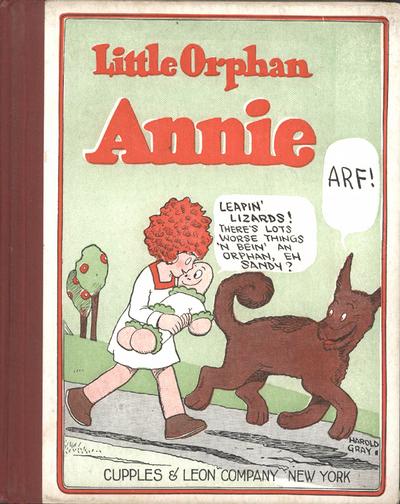 Little Orphan
Annie
ARF!
LEAPIN'
LIZARDS!
THERE'S LOTS
WORSE THINGS
'N BEIN' AN
ORPHAN, EH
SANDY?
HAROLD
GRAY
CUPPLES & LEON COMPANY NEW YORK